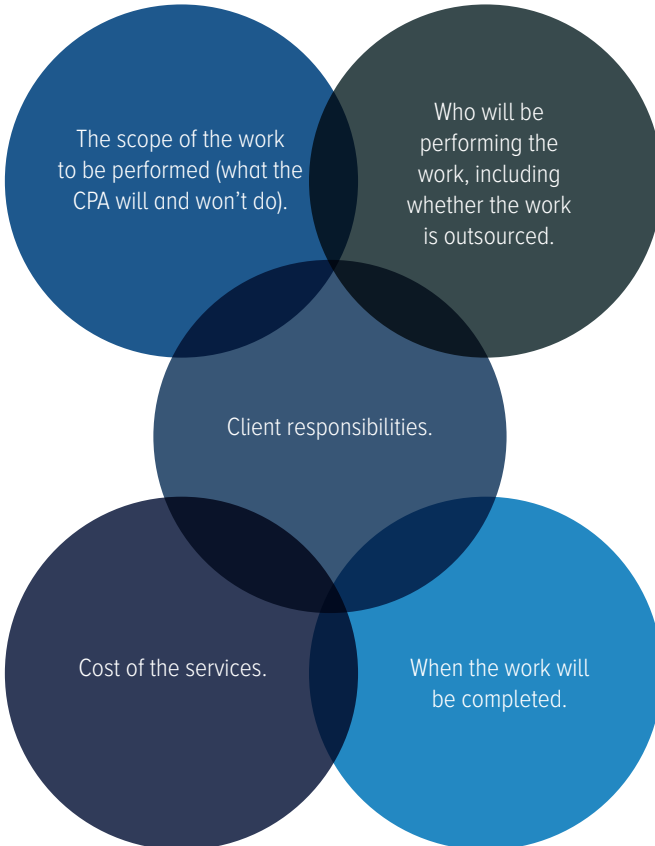 The scope of the work
to be performed (what the
CPA will and won’t do).
Who will be
performing the
work, including
whether the work
is outsourced.
Client responsibilities.
Cost of the services.
When the work will
be completed.